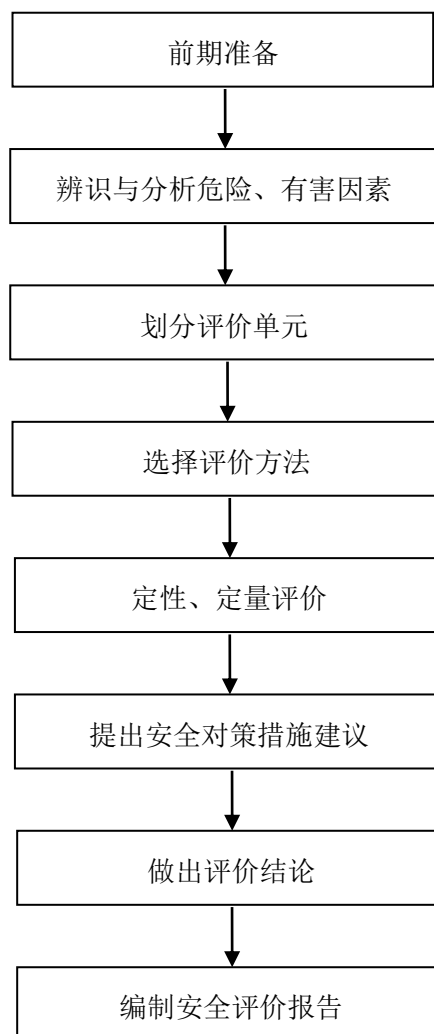 前期准备
辨识与分析危险、有害因素
划分评价单元
选择评价方法
定性、定量评价
提出安全对策措施建议
做出评价结论
编制安全评价报告